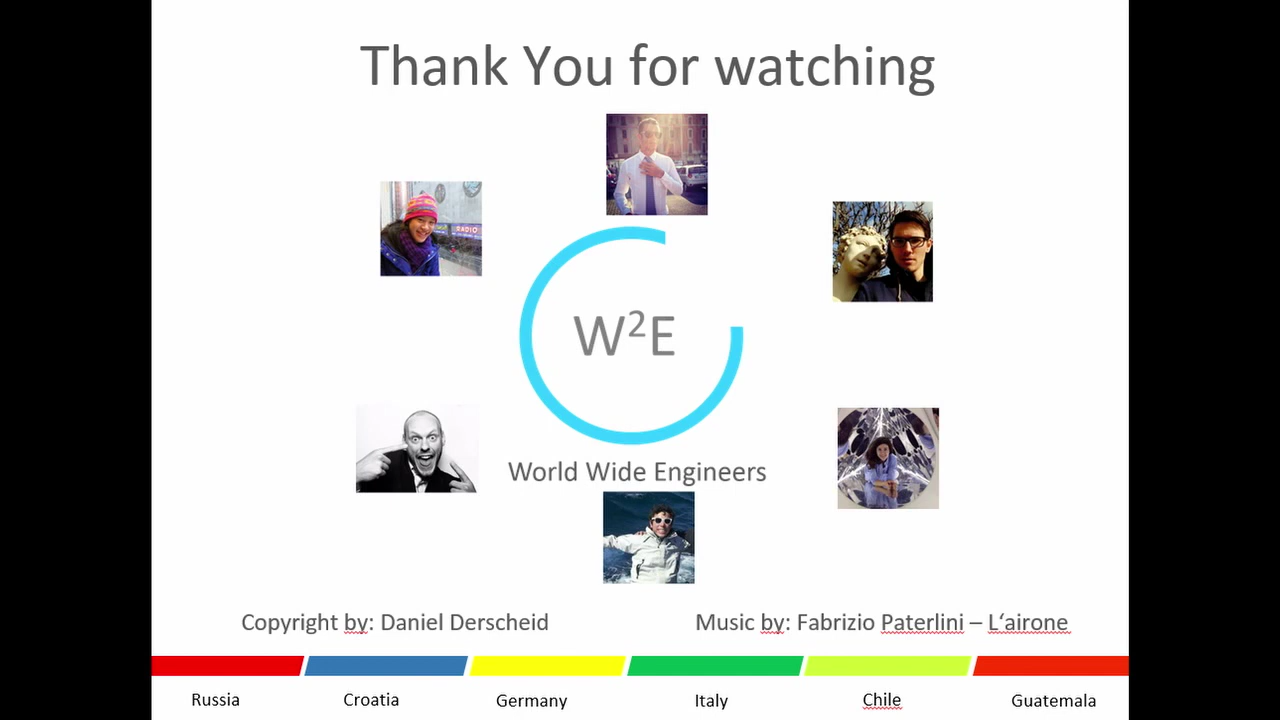 Thank You for watching
RADIO
W²E
World Wide Engineers
Copyright by: Daniel Derscheid
Music by: Fabrizio Paterlini – L‘airone
Russia
Croatia
Germany
Italy
Chile
Guatemala